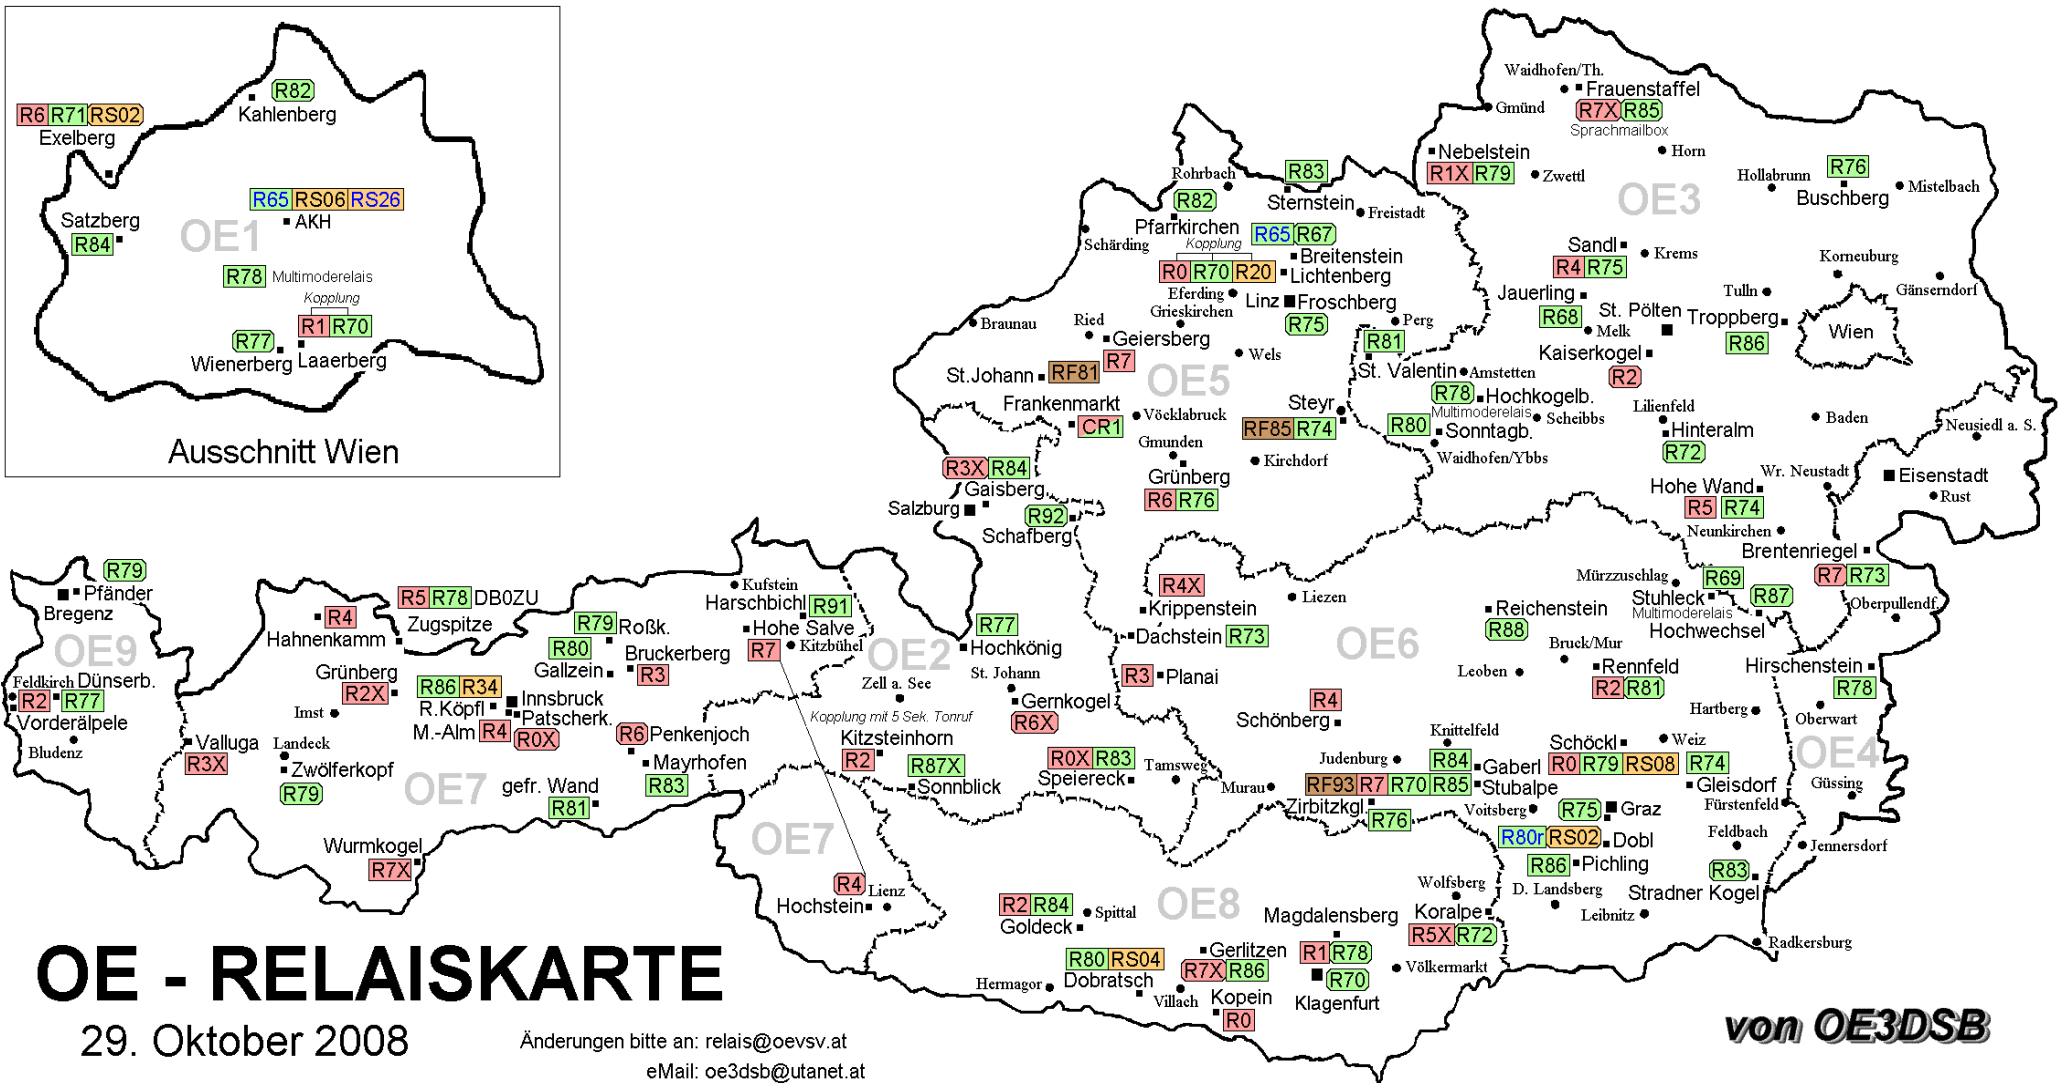 R82
Kahlenberg
R6 R71 RS02
Exelberg
R65 RS06 RS26
AKH
OE1
Satzberg
R84
R78 Multimoderelais
Kopplung
R1 R70
R77
Wienerberg
Laaerberg
Ausschnitt Wien
Waidhofen/Th.
Frauenstaffel
R7X R85
Sprachmailbox
Gmünd
Nebelstein
R1X R79
Zwettl
Horn
OE3
R76
Hollabrunn
Buschberg
Mistelbach
Rohrbach
R83
R82
Sternstein
Freistadt
Pfarrkirchen
Schärding
R65 R67
Kopplung
Breitenstein
R0 R70 R20
Lichtenberg
Eferding
Linz
Froschberg
Grieskirchen
R75
Perg
Braunau
Ried
Geiersberg
R7
Wels
R81
St.Johann
RF81
OE5
St. Valentin
Amstetten
Sandl
Krems
R4 R75
Korneuburg
Jauerling
Tulln
Gänserndorf
R68
St. Pölten
Troppberg
Melk
R86
Wien
Kaiserkogel
R2
R78
Hochkogelb.
Multimoderelais
Scheibbs
Lilienfeld
Baden
Hinteralm
R72
Neusiedl a. S.
Frankenmarkt
CR1
Vöcklabruck
Steyr
RF85 R74
R80
Sonntagb.
Waidhofen/Ybbs
Gmunden
Kirchdorf
Grünberg
R6 R76
R3X R84
Gaisberg.
Salzburg
R92
Schafberg
Wr. Neustadt
Eisenstadt
Rust
Hohe Wand
R5 R74
Neunkirchen
Brentenriegel
R7 R73
Oberpullendf.
Mürzzuschlag
R69
Stuhleck
R87
Multimoderelais
Hochwechsel
R79
Pfänder
Bregenz
OE9
Feldkirch
Dünserb.
R2
R77
Vorderälpele
Bludenz
R4
Hahnenkamm
R5 R78 DB0ZU
Zugspitze
Grünberg
R2X
Imst
Valluga
R3X
Landeck
Zwölferkopf
R79
OE7
Wurmkogel
R7X
R86 R34
Innsbruck
R.Köpfl
Patscherk.
M.-Alm
R4
R0X
R79
Roßk.
R80
Gallzein
Bruckerberg
R3
R6
Penkenjoch
Mayrhofen
R83
gefr. Wand
R81
Kufstein
Harschbichl
R91
Hohe Salve
R7
Kitzbühel
OE2
Zell a. See
Kopplung mit 5 Sek. Tonruf
R77
Hochkönig
St. Johann
Gernkogel
R6X
Kitzsteinhorn
R2
R87X
Sonnblick
R0X R83
Speiereck
Tamsweg
R4X
Krippenstein
Dachstein
R73
R3
Planai
Liezen
OE6
Reichenstein
R88
Bruck/Mur
Leoben
Rennfeld
R2 R81
Hirschenstein
R78
Hartberg
Oberwart
OE4
Güssing
R4
Schönberg
Knittelfeld
Judenburg
R84
Gaberl
Murau
RF93 R7 R70 R85
Stubalpe
Zirbitzkgl.
R76
Voitsberg
Schöckl
Weiz
R0 R79 RS08
R74
Gleisdorf
Fürstenfeld
R75
Graz
R80r RS02
Dobl
Feldbach
Jennersdorf
R86
Pichling
R83
D. Landsberg
Stradner Kogel
Leibnitz
Radkersburg
OE7
R4
Lienz
Hochstein
OE8
R2 R84
Spittal
Goldeck
Magdalensberg
R1 R78
Wolfsberg
Koralpe
R5X R72
R80 RS04
Gerlitzen
R7X R86
Dobratsch
Hermagor
Villach
Kopein
R0
R70
Klagenfurt
Völkermarkt
OE - RELAISKARTE
29. Oktober 2008
Änderungen bitte an: relais@oevsv.at
eMail: oe3dsb@utanet.at
von OE3DSB